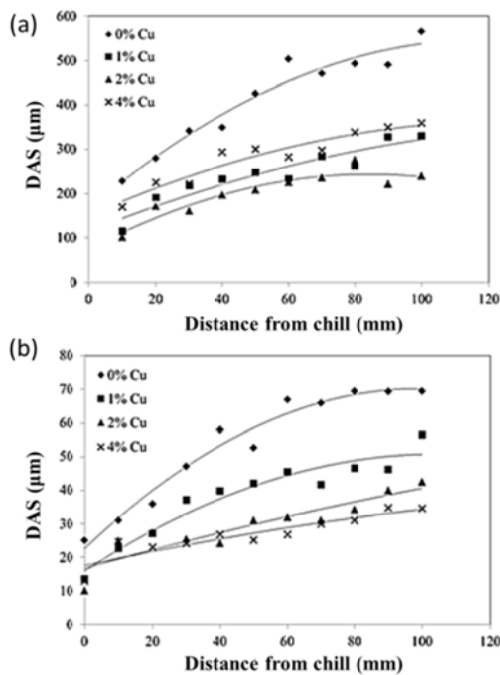 (a)
600
500
400
300
200
100
0
DAS (μm)
0% Cu
1% Cu
2% Cu
4% Cu
0 20 40 60 80 100 120
Distance from chill (mm)
(b)
80
70
60
50
40
30
20
10
0
DAS (μm)
0% Cu
1% Cu
2% Cu
4% Cu
0 20 40 60 80 100 120
Distance from chill (mm)